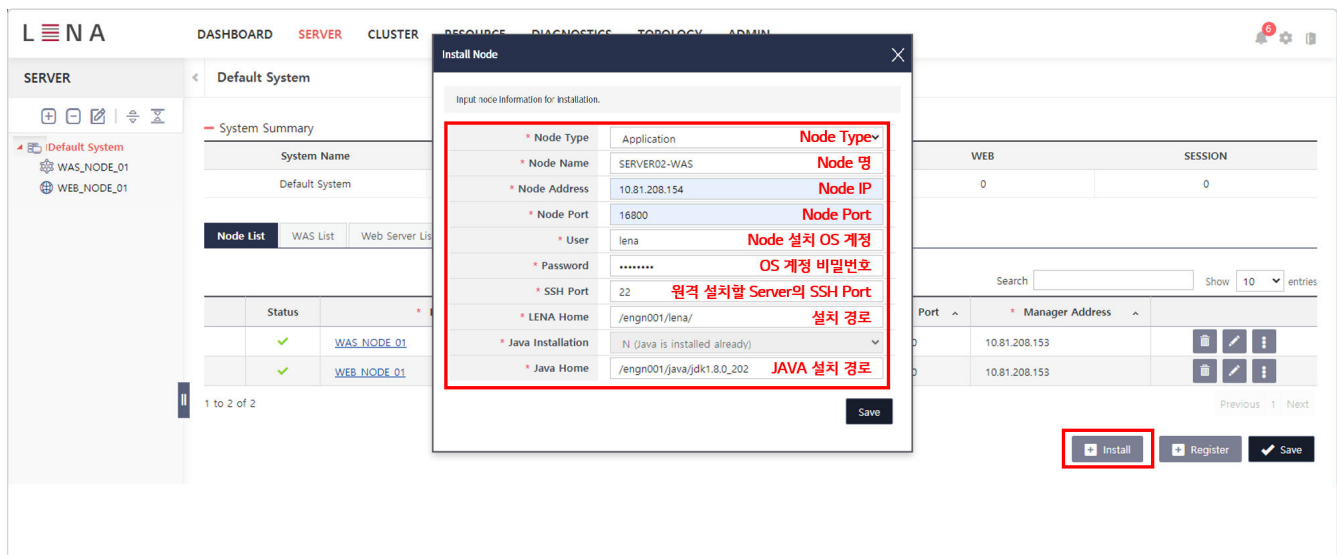 LENA
DASHBOARD SERVER CLUSTER RESOURCE DIAGNOSTICS TOPOLOGY ADMIN
6
SERVER
Default System
Default System
WAS_NODE_01
WEB_NODE_01
System Summary
System Name WEB SESSION
Default System 0 0
Node List WAS List Web Server Lis
Search Show 10 entries
Status * Port * Manager Address
WAS_NODE_01 10.81.208.153
WEB_NODE_01 10.81.208.153
1 to 2 of 2
Previous 1 Next
Install Register Save
Install Node
Input node information for installation.
* Node Type Application Node Type
* Node Name SERVER02-WAS Node 명
* Node Address 10.81.208.154 Node IP
* Node Port 16800 Node Port
* User lena Node 설치 OS 계정
* Password •••••••• OS 계정 비밀번호
* SSH Port 22 원격 설치할 Server의 SSH Port
* LENA Home /engn001/lena/ 설치 경로
* Java Installation N (Java is installed already)
* Java Home /engn001/java/jdk1.8.0_202 JAVA 설치 경로
Save